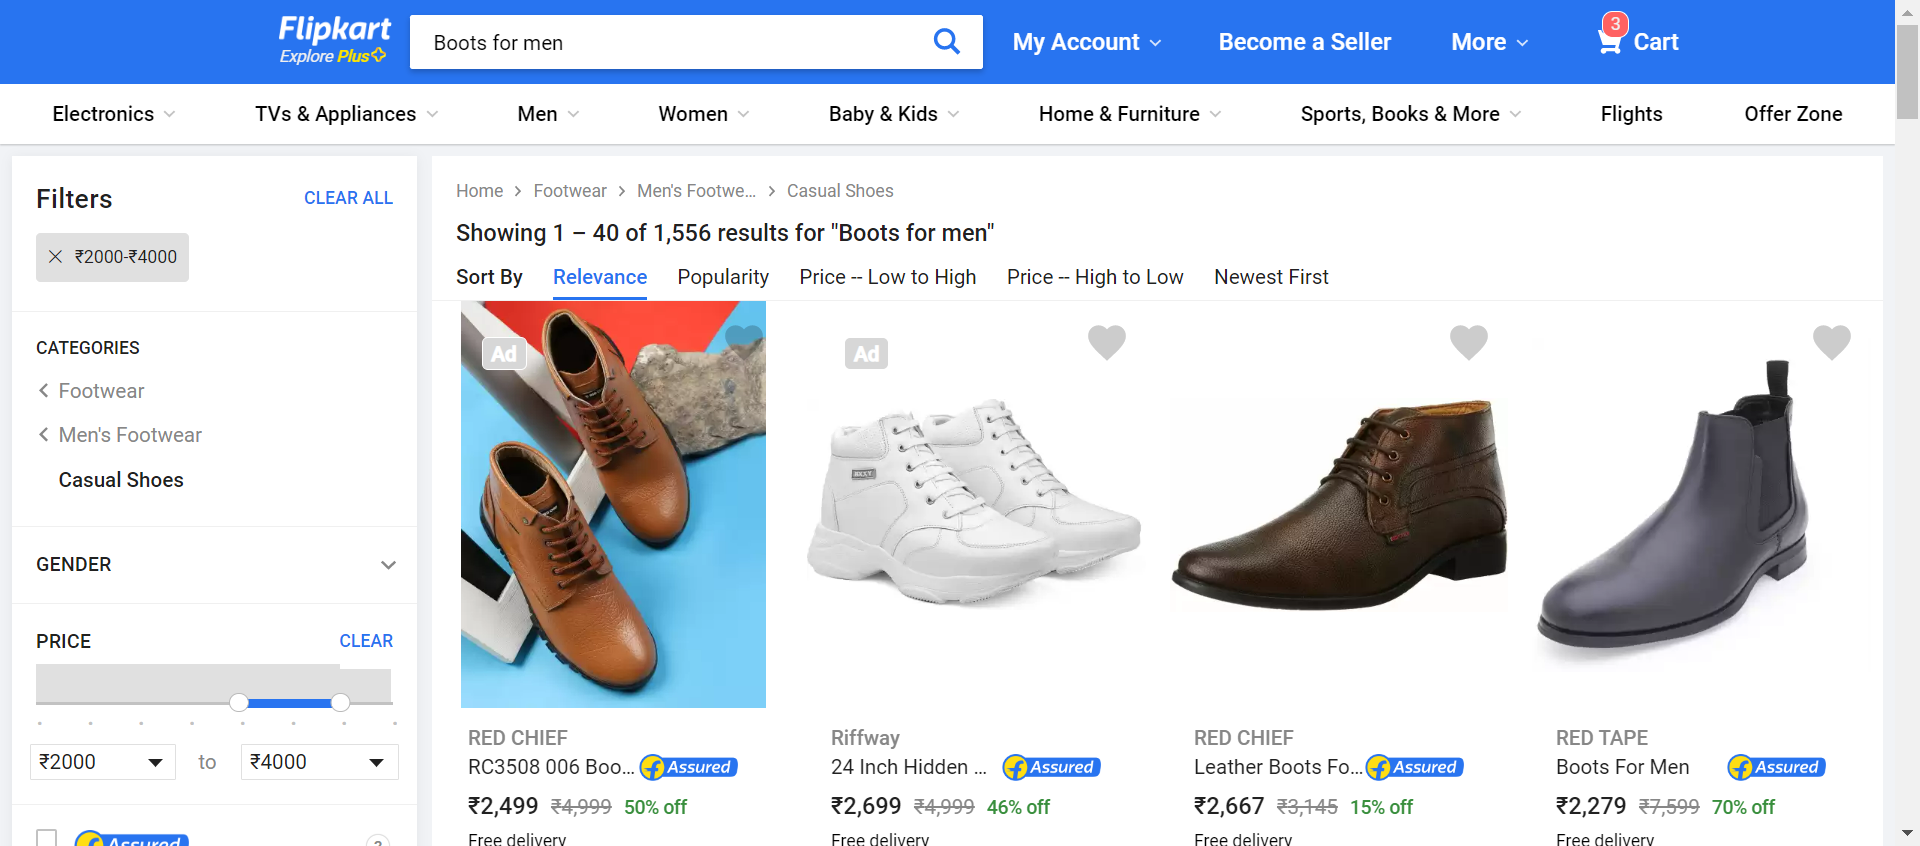 Flipkart
Explore Plus
Boots for men
My Account
Become a Seller
More
3
Cart
Electronics
TVs & Appliances
Men
Women
Baby & Kids
Home & Furniture
Sports, Books & More
Flights
Offer Zone
Filters
CLEAR ALL
₹2000-₹4000
CATEGORIES
Footwear
Men's Footwear
Casual Shoes
GENDER
PRICE
CLEAR
₹2000
to
₹4000
Assured
?
Home
Footwear
Men's Footwe...
Casual Shoes
Showing 1 – 40 of 1,556 results for "Boots for men"
Sort By
Relevance
Popularity
Price -- Low to High
Price -- High to Low
Newest First
Ad
RED CHIEF
RC3508 006 Boo...
Assured
₹2,499 ₹4,999 50% off
Free delivery
Ad
Riffway
24 Inch Hidden ...
Assured
₹2,699 ₹4,999 46% off
Free delivery
RED CHIEF
Leather Boots Fo...
Assured
₹2,667 ₹3,145 15% off
Free delivery
RED TAPE
Boots For Men
Assured
₹2,279 ₹7,599 70% off
Free delivery